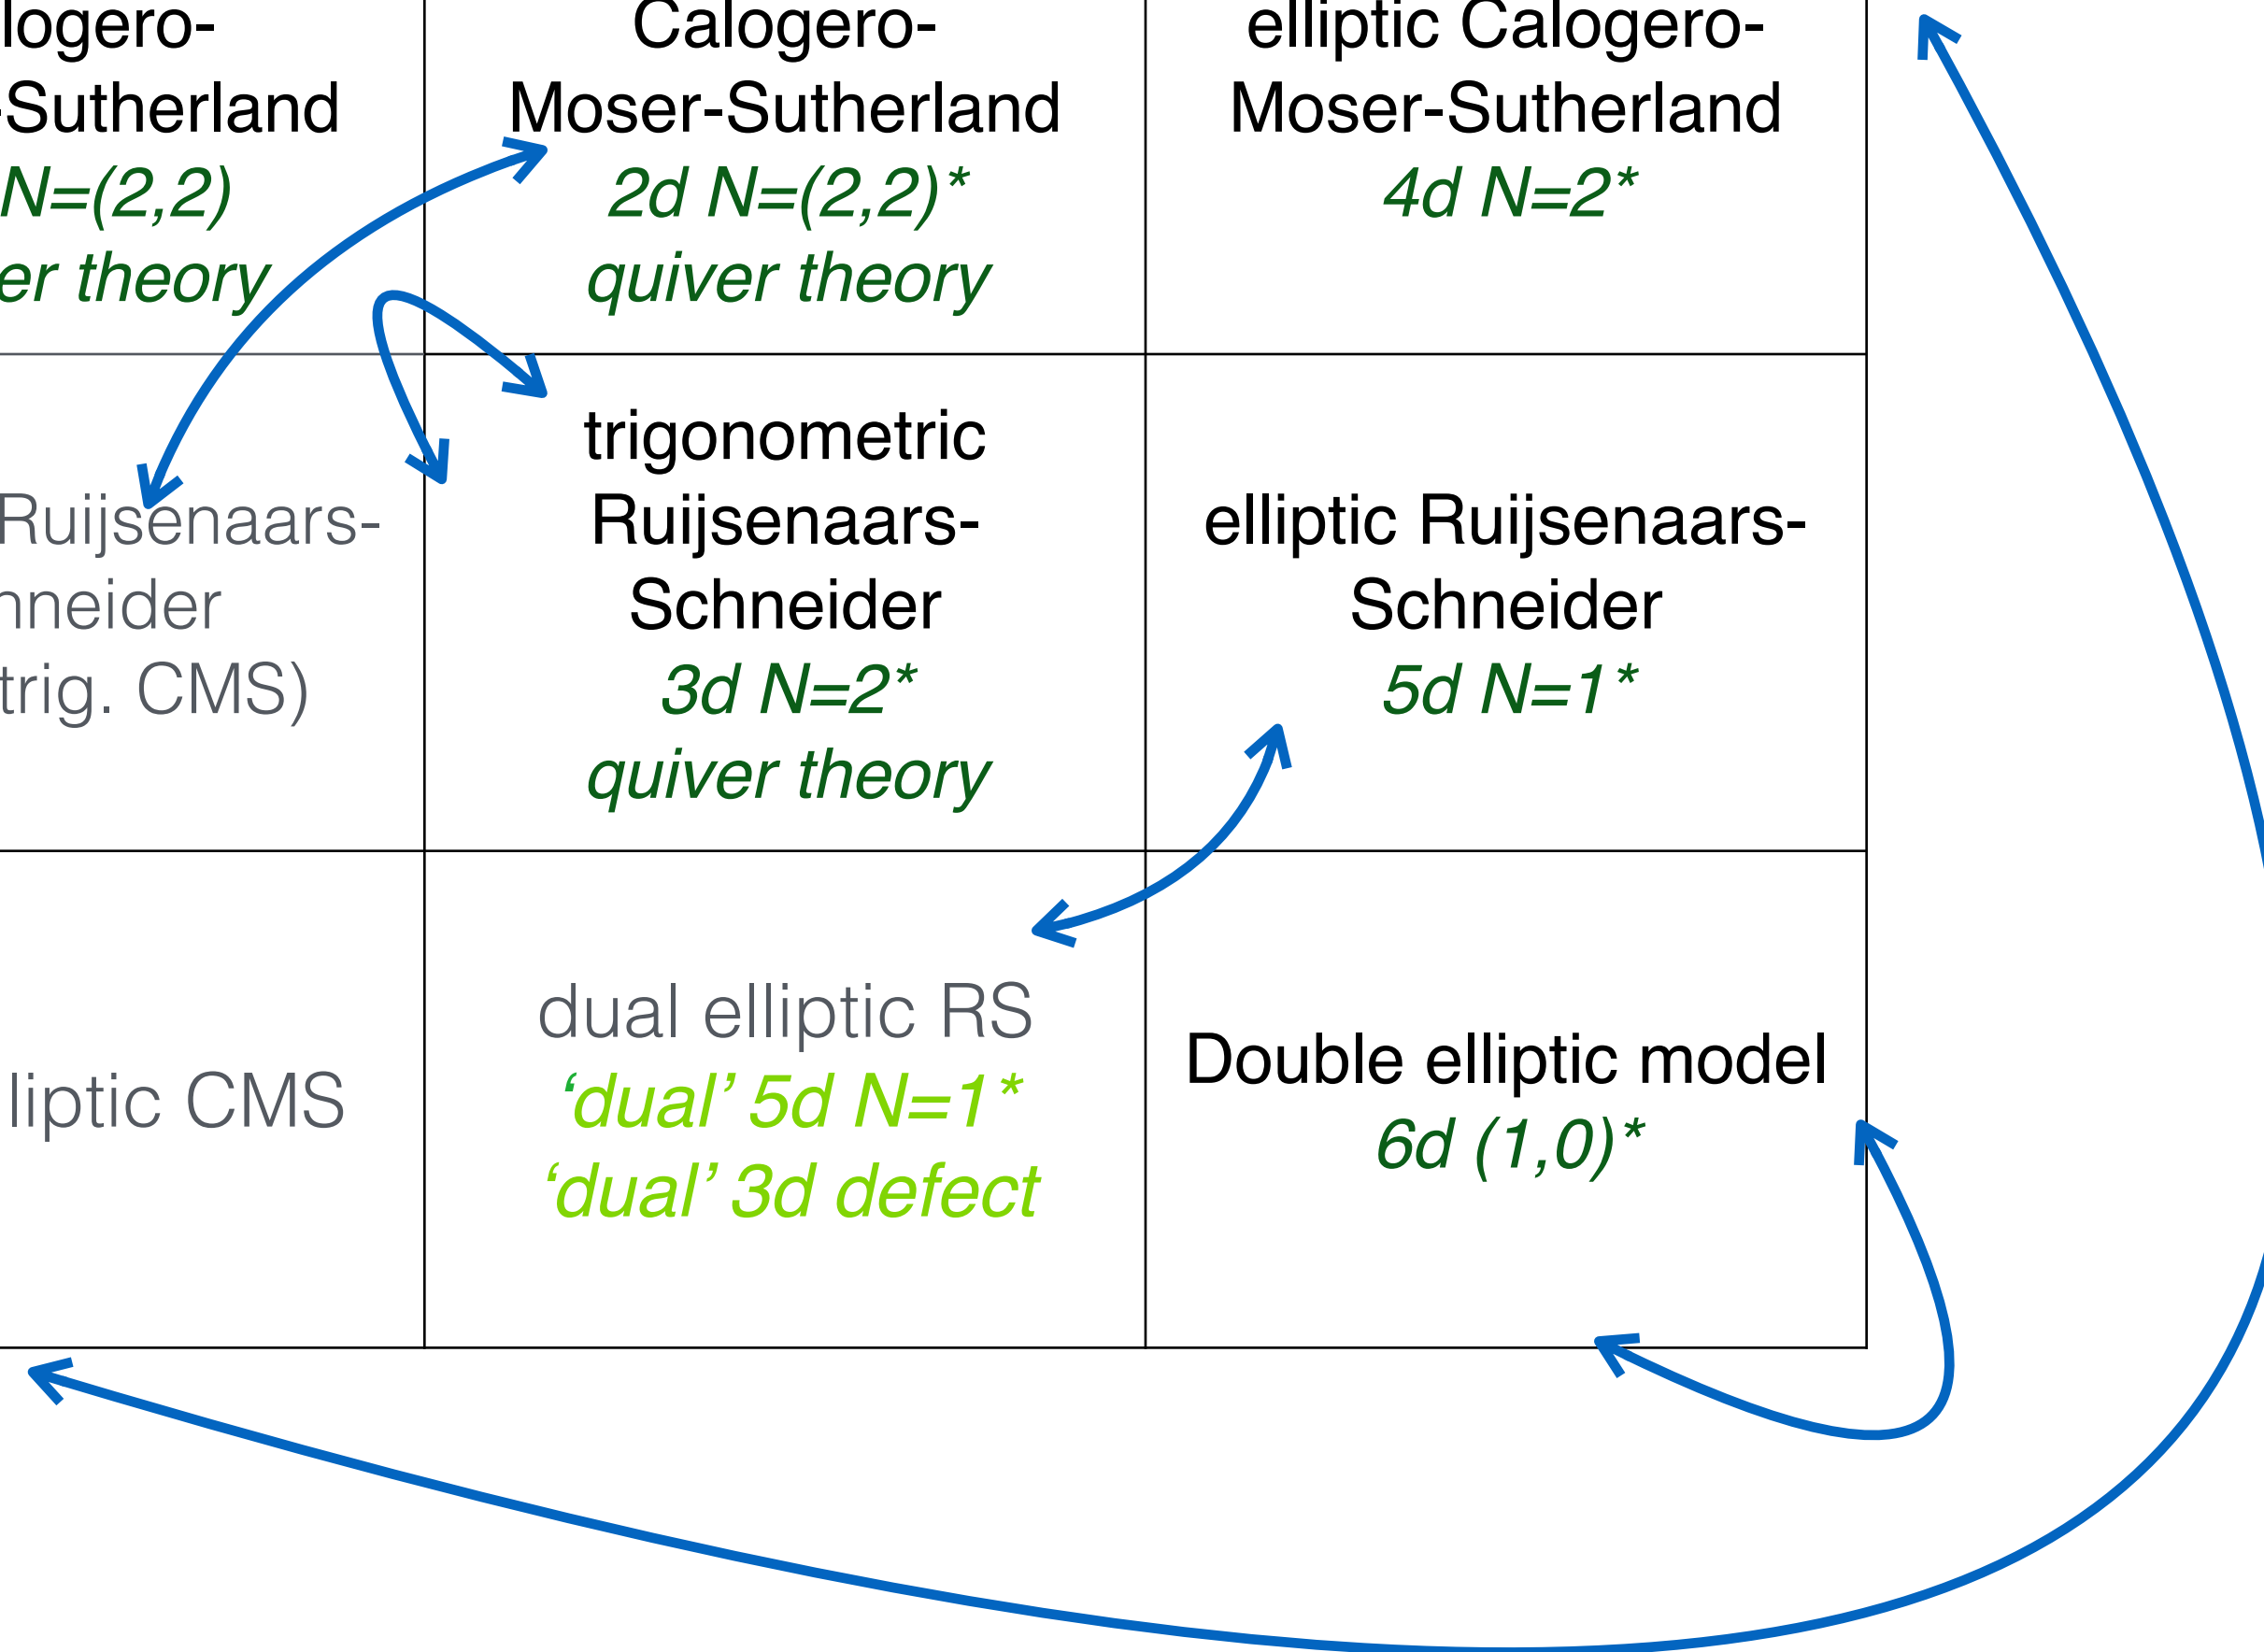 logero-
-Sutherland
N=(2,2)
er theory
Calogero-
Moser-Sutherland
2d N=(2,2)*
quiver theory
elliptic Calogero-
Moser-Sutherland
4d N=2*
Ruijsenaars-
hneider
trig. CMS)
trigonometric
Ruijsenaars-
Schneider
3d N=2*
quiver theory
elliptic Ruijsenaars-
Schneider
5d N=1*
liptic CMS
dual elliptic RS
‘dual’ 5d N=1*
‘dual’ 3d defect
Double elliptic model
6d (1,0)*